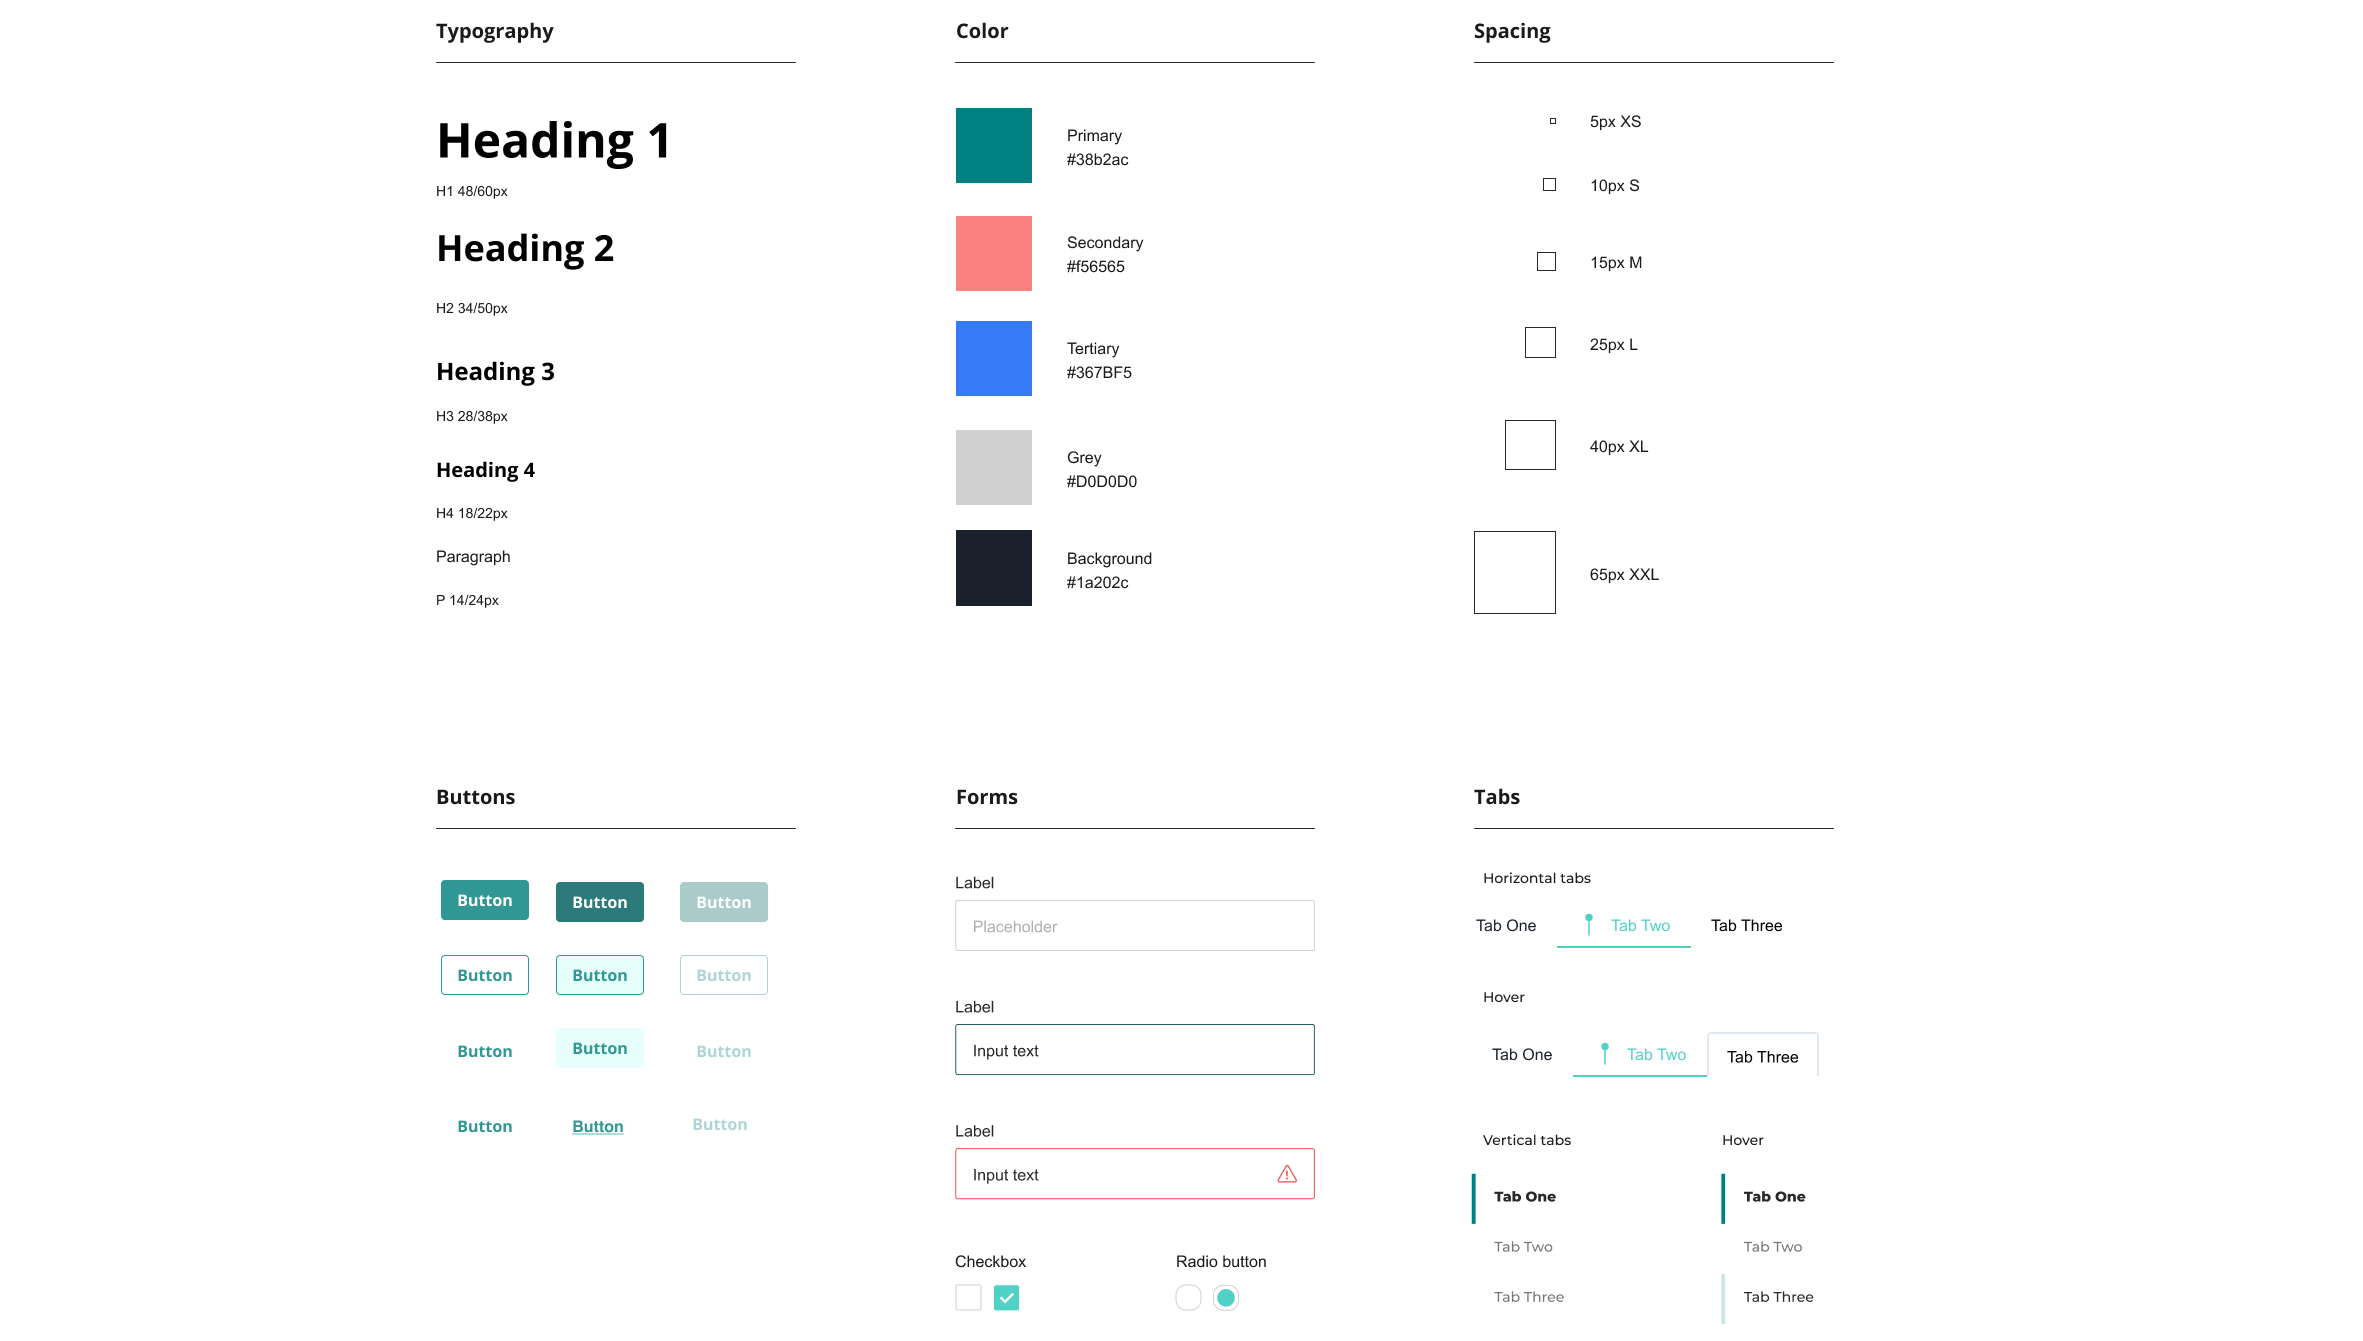 Typography
Heading 1
H1 48/60px
Heading 2
H2 34/50px
Heading 3
H3 28/38px
Heading 4
H4 18/22px
Paragraph
P 14/24px
Color
Primary
#38b2ac
Secondary
#f56565
Tertiary
#367BF5
Grey
#D0D0D0
Background
#1a202c
Spacing
5px XS
10px S
15px M
25px L
40px XL
65px XXL
Buttons
Button Button Button
Button Button Button
Button Button Button
Button Button Button
Forms
Label
Placeholder
Label
Input text
Label
Input text
Checkbox Radio button
Tabs
Horizontal tabs
Tab One Tab Two Tab Three
Hover
Tab One Tab Two Tab Three
Vertical tabs Hover
Tab One Tab One
Tab Two Tab Two
Tab Three Tab Three